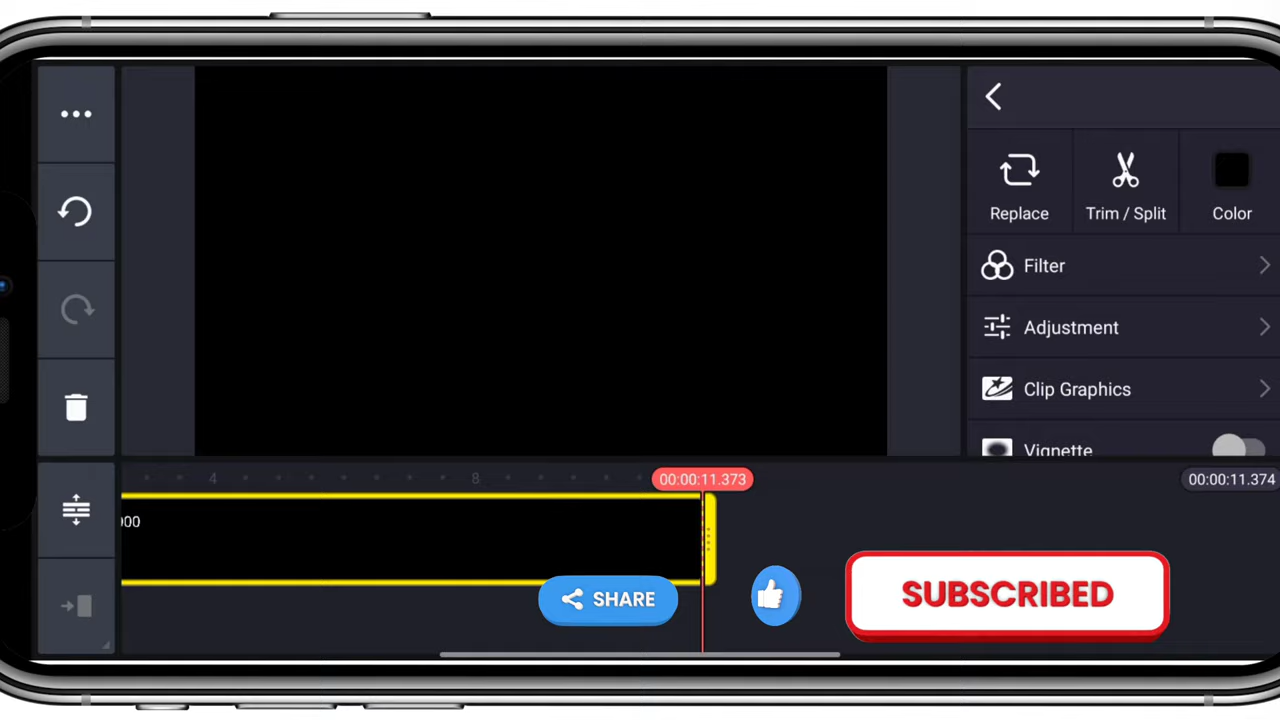 Replace
Trim / Split
Color
Filter
Adjustment
Clip Graphics
Vignette
4
8
00:00:11.373
00:00:11.374
SHARE
SUBSCRIBED